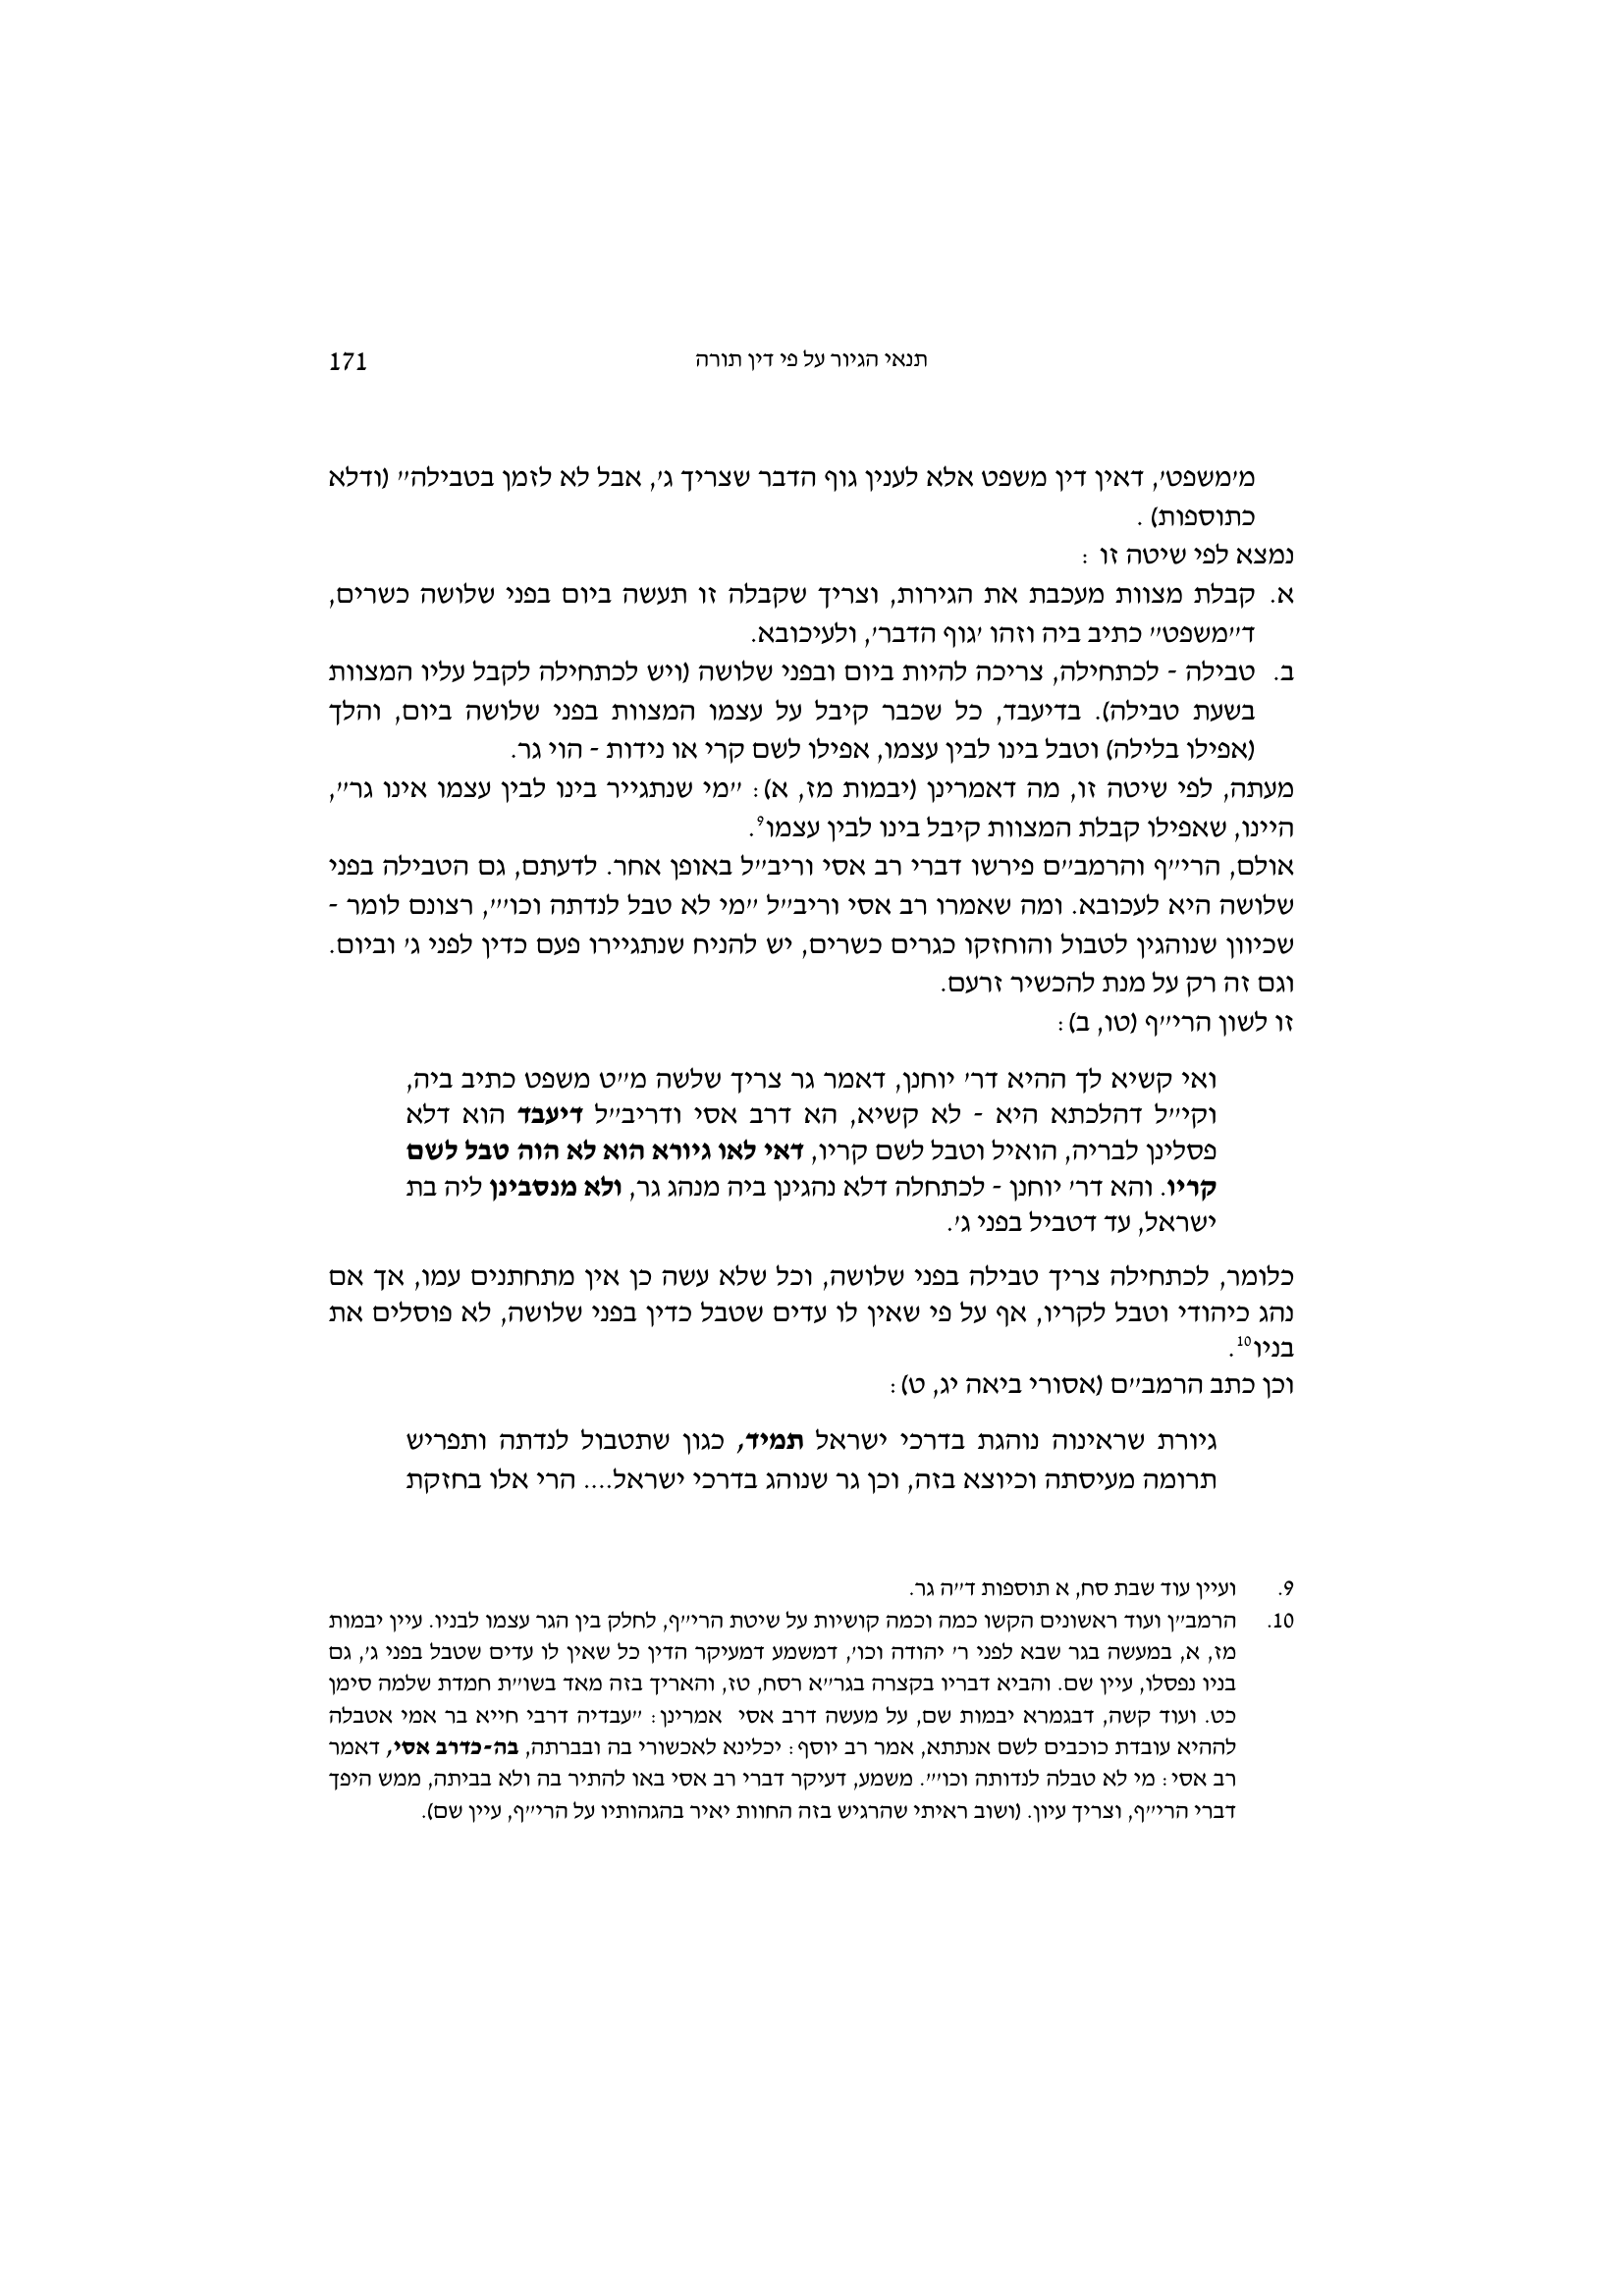 תנאי הגיור על פי דין תורה 171
מ'משפט', דאין דין משפט אלא לענין גוף הדבר שצריך ג', אבל לא לזמן בטבילה" (ודלא
כתוספות) .
נמצא לפי שיטה זו :
א. קבלת מצוות מעכבת את הגירות, וצריך שקבלה זו תעשה ביום בפני שלושה כשרים,
ד"משפט" כתיב ביה וזהו 'גוף הדבר', ולעיכובא.
ב. טבילה - לכתחילה, צריכה להיות ביום ובפני שלושה (ויש לכתחילה לקבל עליו המצוות
בשעת טבילה). בדיעבד, כל שכבר קיבל על עצמו המצוות בפני שלושה ביום, והלך
(אפילו בלילה) וטבל בינו לבין עצמו, אפילו לשם קרי או נידות - הוי גר.
מעתה, לפי שיטה זו, מה דאמרינן (יבמות מז, א): "מי שנתגייר בינו לבין עצמו אינו גר",
היינו, שאפילו קבלת המצוות קיבל בינו לבין עצמו9.
אולם, הרי"ף והרמב"ם פירשו דברי רב אסי וריב"ל באופן אחר. לדעתם, גם הטבילה בפני
שלושה היא לעכובא. ומה שאמרו רב אסי וריב"ל "מי לא טבל לנדתה וכו'", רצונם לומר -
שכיוון שנוהגין לטבול והוחזקו כגרים כשרים, יש להניח שנתגיירו פעם כדין לפני ג' וביום.
וגם זה רק על מנת להכשיר זרעם.
זו לשון הרי"ף (טו, ב):
ואי קשיא לך ההיא דר' יוחנן, דאמר גר צריך שלשה מ"ט משפט כתיב ביה,
וקי"ל דהלכתא היא - לא קשיא, הא דרב אסי ודריב"ל דיעבד הוא דלא
פסלינן לבריה, הואיל וטבל לשם קריו, דאי לאו גיורא הוא לא הוה טבל לשם
קריו. והא דר' יוחנן - לכתחלה דלא נהגינן ביה מנהג גר, ולא מנסבינן ליה בת
ישראל, עד דטביל בפני ג'.
כלומר, לכתחילה צריך טבילה בפני שלושה, וכל שלא עשה כן אין מתחתנים עמו, אך אם
נהג כיהודי וטבל לקריו, אף על פי שאין לו עדים שטבל כדין בפני שלושה, לא פוסלים את
בניו10.
וכן כתב הרמב"ם (אסורי ביאה יג, ט):
גיורת שראינוה נוהגת בדרכי ישראל תמיד, כגון שתטבול לנדתה ותפריש
תרומה מעיסתה וכיוצא בזה, וכן גר שנוהג בדרכי ישראל.... הרי אלו בחזקת
9. ועיין עוד שבת סח, א תוספות ד"ה גר.
10. הרמב"ן ועוד ראשונים הקשו כמה וכמה קושיות על שיטת הרי"ף, לחלק בין הגר עצמו לבניו. עיין יבמות
מז, א, במעשה בגר שבא לפני ר' יהודה וכו', דמשמע דמעיקר הדין כל שאין לו עדים שטבל בפני ג', גם
בניו נפסלו, עיין שם. והביא דבריו בקצרה בגר"א רסח, טז, והאריך בזה מאד בשו"ת חמדת שלמה סימן
כט. ועוד קשה, דבגמרא יבמות שם, על מעשה דרב אסי אמרינן: "עבדיה דרבי חייא בר אמי אטבלה
לההיא עובדת כוכבים לשם אנתתא, אמר רב יוסף: יכלינא לאכשורי בה ובברתה, בה-כדרב אסי, דאמר
רב אסי: מי לא טבלה לנדותה וכו'". משמע, דעיקר דברי רב אסי באו להתיר בה ולא בביתה, ממש היפך
דברי הרי"ף, וצריך עיון. (ושוב ראיתי שהרגיש בזה החוות יאיר בהגהותיו על הרי"ף, עיין שם).